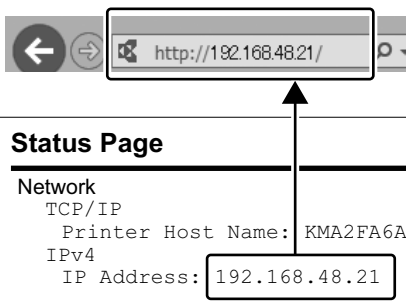 http://192.168.48.21/
Status Page
Network
TCP/IP
Printer Host Name: KMA2FA6A
IPv4
IP Address: 192.168.48.21